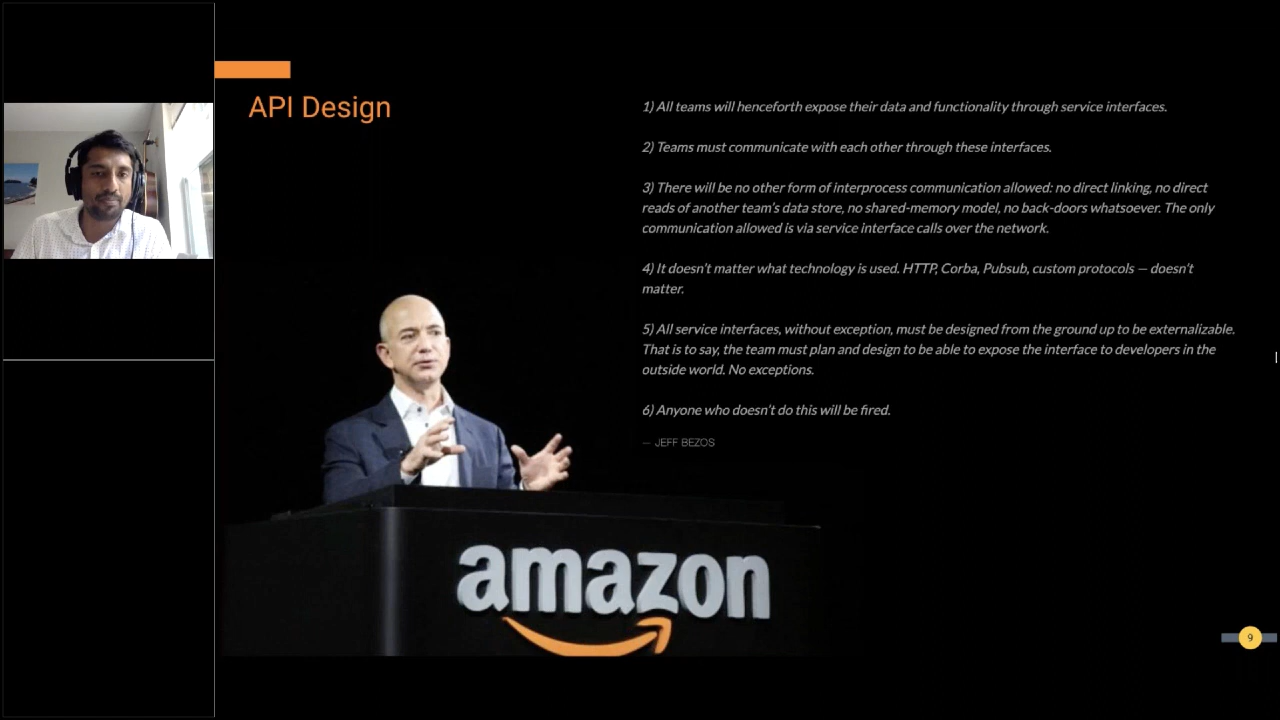 API Design
1) All teams will henceforth expose their data and functionality through service interfaces.
2) Teams must communicate with each other through these interfaces.
3) There will be no other form of interprocess communication allowed: no direct linking, no direct
reads of another team's data store, no shared-memory model, no back-doors whatsoever. The only
communication allowed is via service interface calls over the network.
4) It doesn't matter what technology is used. HTTP, Corba, Pubsub, custom protocols — doesn't
matter.
5) All service interfaces, without exception, must be designed from the ground up to be externalizable.
That is to say, the team must plan and design to be able to expose the interface to developers in the
outside world. No exceptions.
6) Anyone who doesn't do this will be fired.
— JEFF BEZOS
amazon
9